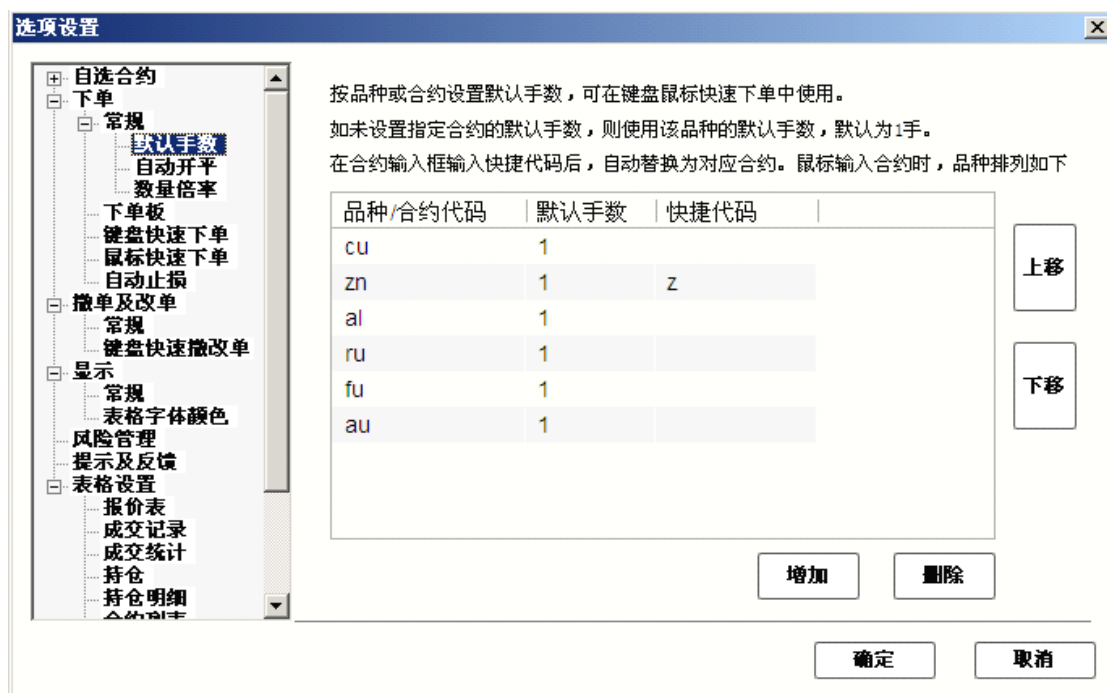 选项设置
自选合约
下单
常规
默认手数
自动开平
数量倍率
下单板
键盘快速下单
鼠标快速下单
自动止损
撤单及改单
常规
键盘快速撤改单
显示
常规
表格字体颜色
风险管理
提示及反馈
表格设置
报价表
成交记录
成交统计
持仓
持仓明细
合约列表
按品种或合约设置默认手数，可在键盘鼠标快速下单中使用。
如未设置指定合约的默认手数，则使用该品种的默认手数，默认为1手。
在合约输入框输入快捷代码后，自动替换为对应合约。鼠标输入合约时，品种排列如下
品种/合约代码 默认手数 快捷代码
cu 1
zn 1 z
al 1
ru 1
fu 1
au 1
上移
下移
增加 删除
确定 取消